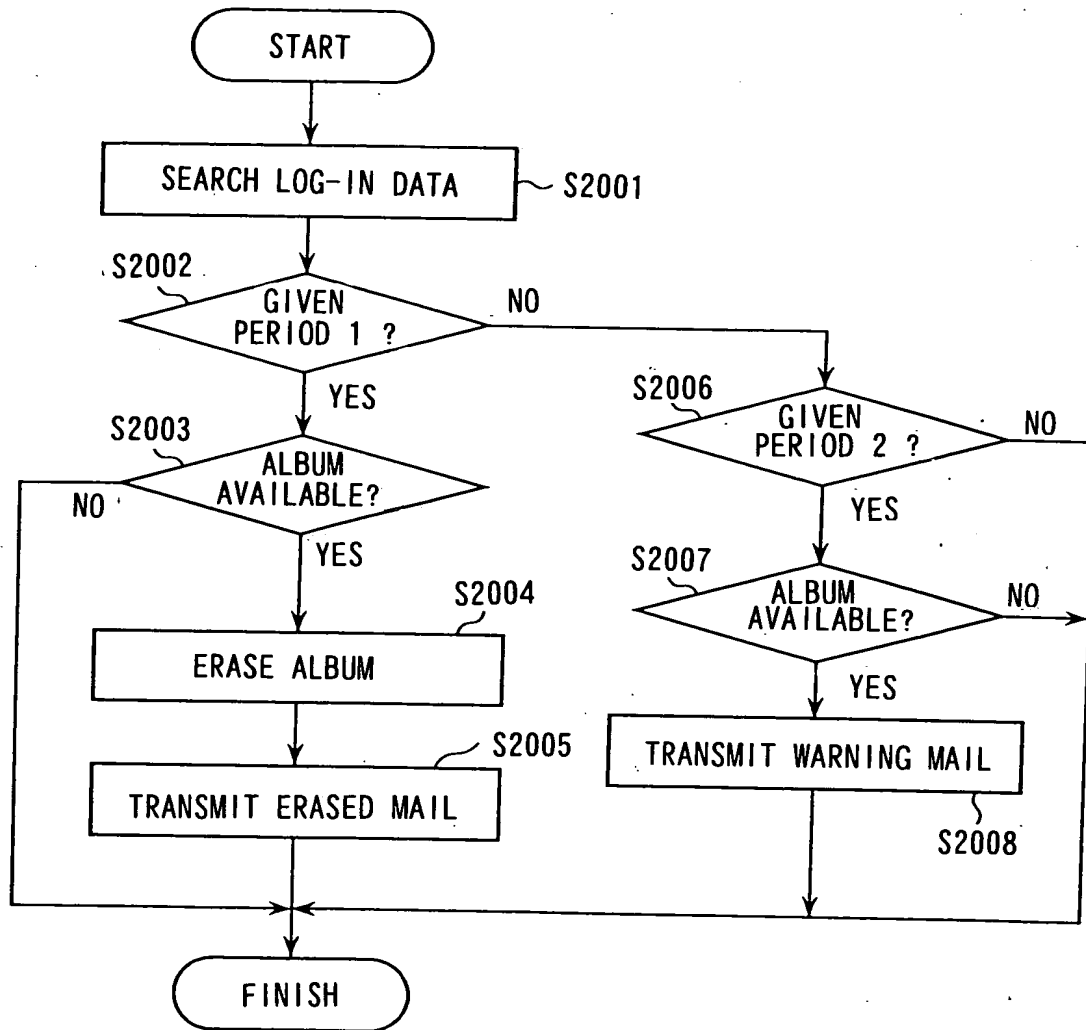 START
SEARCH LOG-IN DATA
S2001
S2002
GIVEN
PERIOD 1 ?
NO
YES
S2003
ALBUM
AVAILABLE?
NO
YES
S2004
ERASE ALBUM
S2005
TRANSMIT ERASED MAIL
S2006
GIVEN
PERIOD 2 ?
NO
YES
S2007
ALBUM
AVAILABLE?
NO
YES
TRANSMIT WARNING MAIL
S2008
FINISH